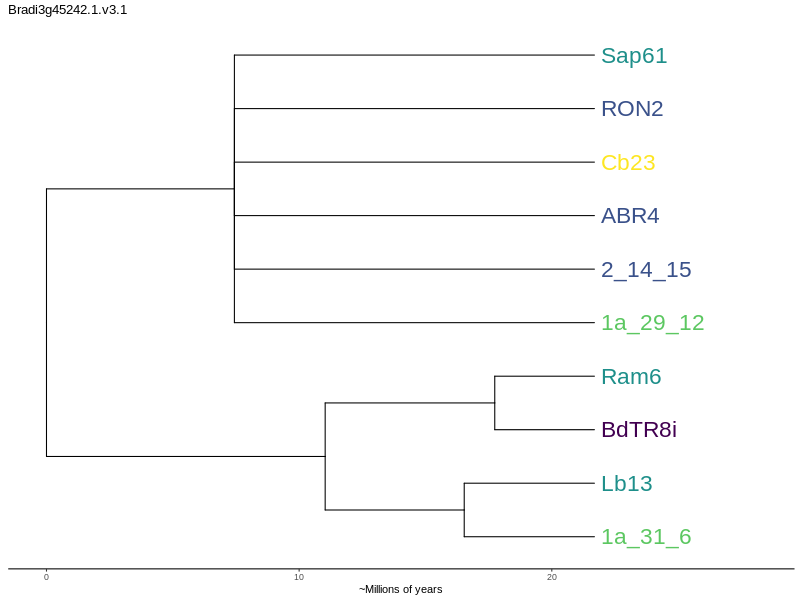 Bradi3g45242.1.v3.1
Sap61
RON2
Cb23
ABR4
2_14_15
1a_29_12
Ram6
BdTR8i
Lb13
1a_31_6
0 10 20
~Millions of years